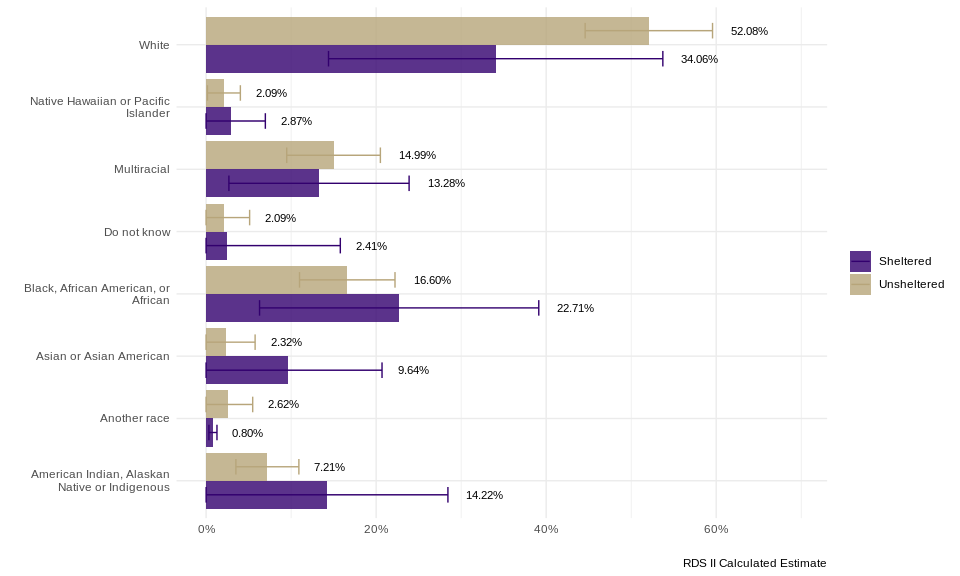 White
52.08%
34.06%
Native Hawaiian or Pacific
Islander
2.09%
2.87%
Multiracial
14.99%
13.28%
Do not know
2.09%
2.41%
Black, African American, or
African
16.60%
22.71%
Asian or Asian American
2.32%
9.64%
Another race
2.62%
0.80%
American Indian, Alaskan
Native or Indigenous
7.21%
14.22%
0%
20%
40%
60%
RDS II Calculated Estimate
Sheltered
Unsheltered